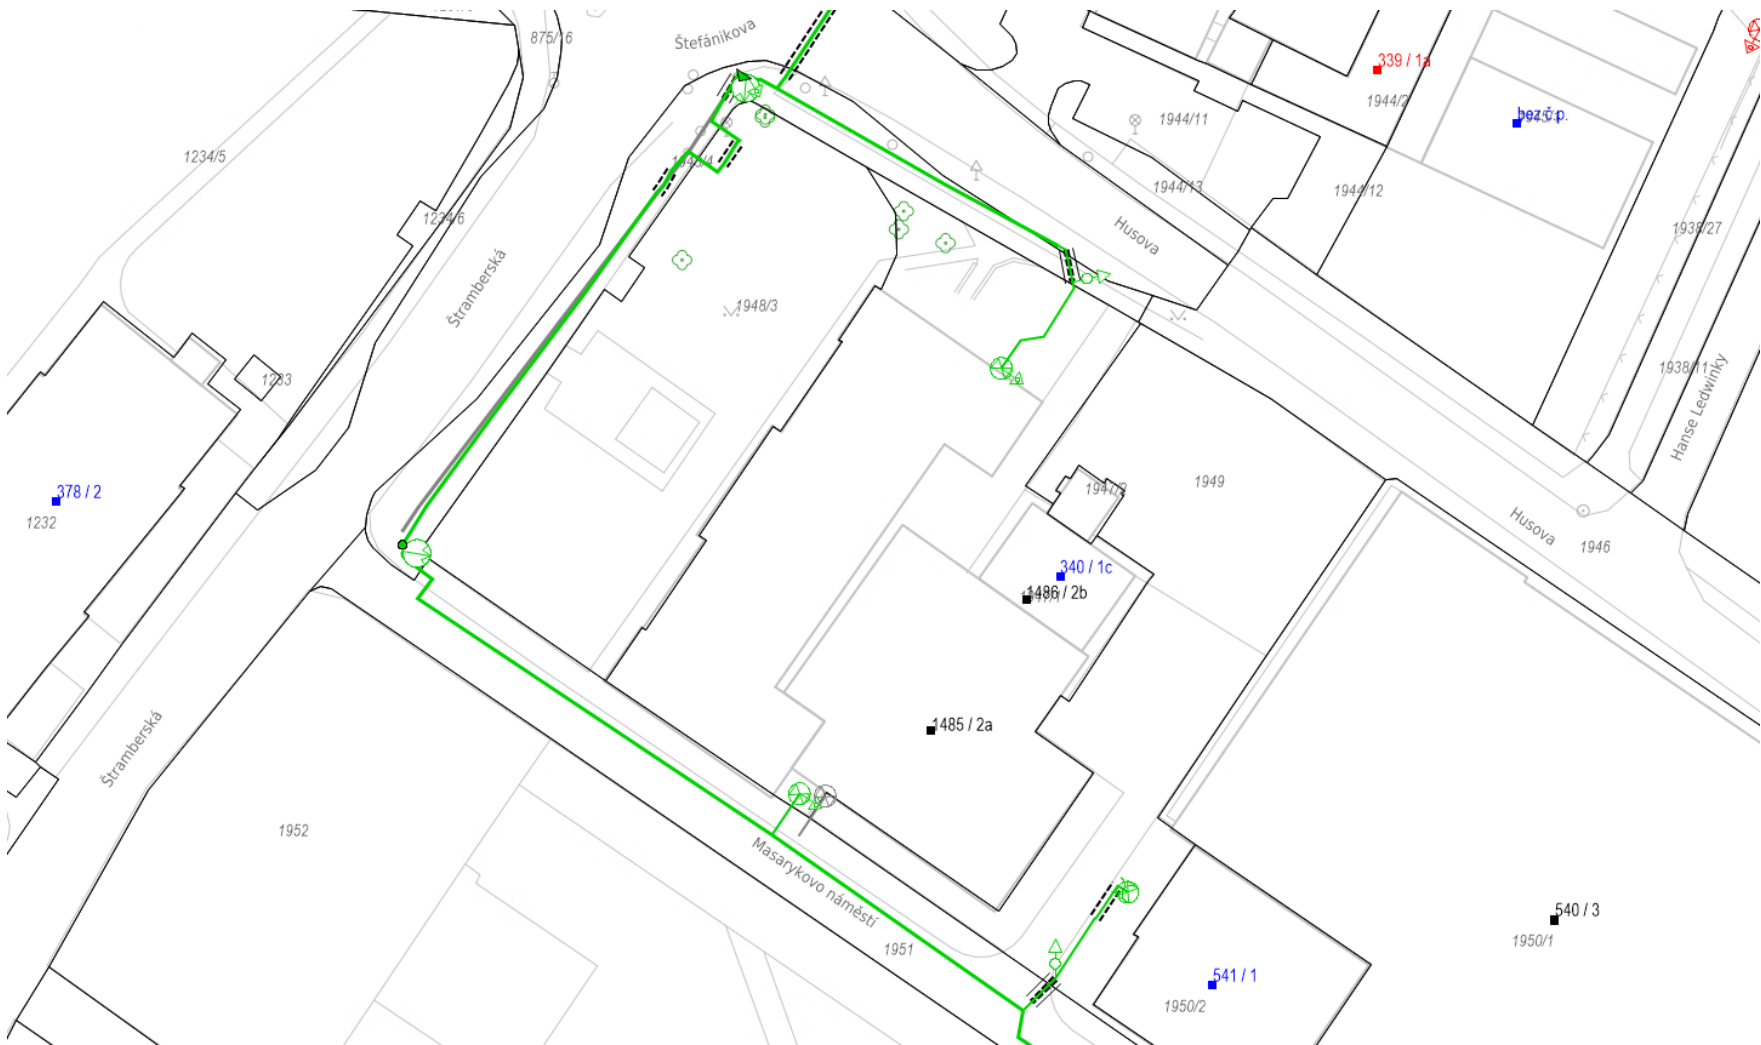 875/16
Štefánikova
339 / 1a
1944/2
bez č.p.
1944/11
1234/5
1944/13
1944/12
1234/6
Husova
1938/27
Štramberská
1948/3
1938/11
1233
Hanse Ledwinky
1949
378 / 2
1232
Husova
1946
340 / 1c
1486 / 2b
1485 / 2a
Štramberská
1952
Masarykovo náměstí
540 / 3
1950/1
1951
541 / 1
1950/2